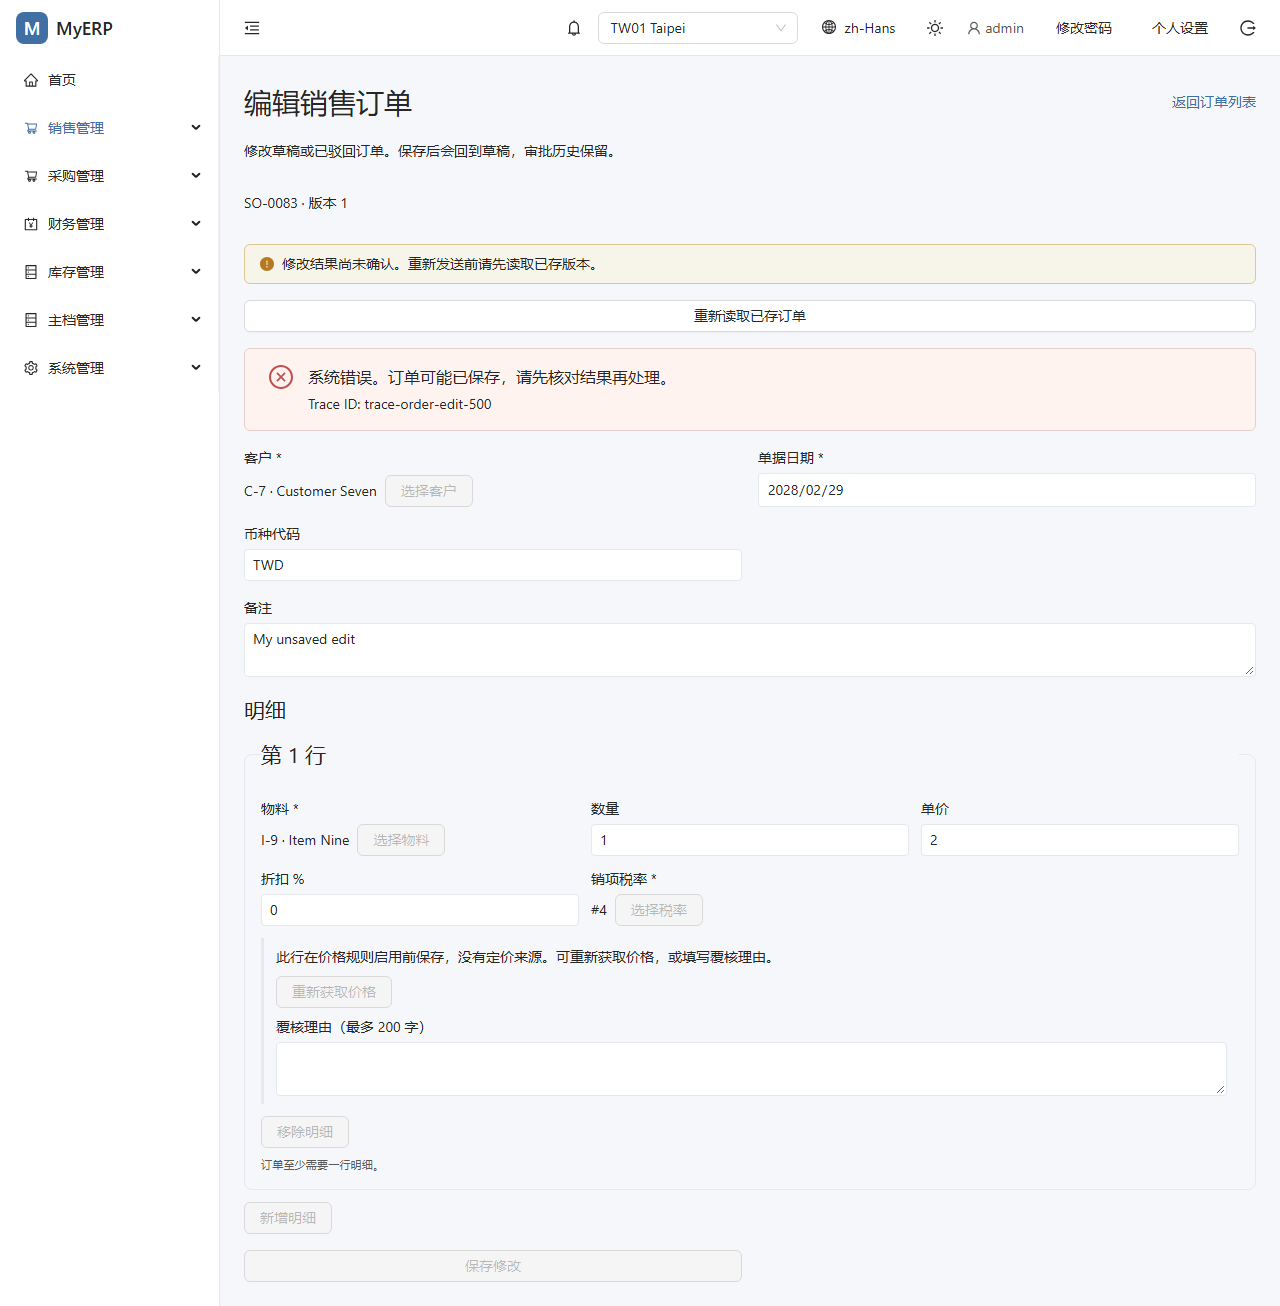 M MyERP
TW01 Taipei
zh-Hans
admin
修改密码
个人设置
首页
销售管理
采购管理
财务管理
库存管理
主档管理
系统管理
编辑销售订单
返回订单列表
修改草稿或已驳回订单。保存后会回到草稿，审批历史保留。
SO-0083 · 版本 1
修改结果尚未确认。重新发送前请先读取已存版本。
重新读取已存订单
系统错误。订单可能已保存，请先核对结果再处理。
Trace ID: trace-order-edit-500
客户 *
单据日期 *
C-7 · Customer Seven 选择客户
2028/02/29
币种代码
TWD
备注
My unsaved edit
明细
第 1 行
物料 *
数量
单价
I-9 · Item Nine 选择物料
1
2
折扣 %
销项税率 *
0
#4 选择税率
此行在价格规则启用前保存，没有定价来源。可重新获取价格，或填写覆核理由。
重新获取价格
覆核理由（最多 200 字）
移除明细
订单至少需要一行明细。
新增明细
保存修改